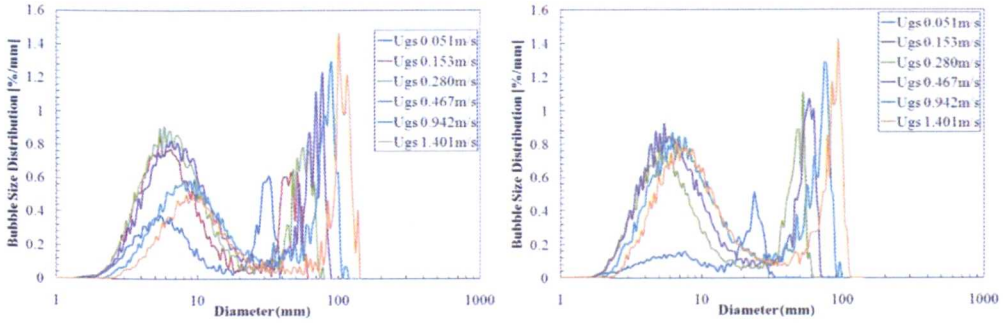 1.6
1.4
1.2
1
0.8
0.6
0.4
0.2
0
Bubble Size Distribution [%/mm]
Ugs 0.051m s
Ugs 0.153m s
Ugs 0.280m/s
Ugs 0.467m s
Ugs 0.942m s
Ugs 1.401m s
1 10 100 1000
Diameter(mm)
1.6
1.4
1.2
1
0.8
0.6
0.4
0.2
0
Bubble Size Distribution [%/mm]
Ugs 0.051m s
Ugs 0.153m s
Ugs 0.280m/s
Ugs 0.467m s
Ugs 0.942m s
Ugs 1.401m s
1 10 100 1000
Diameter (mm)